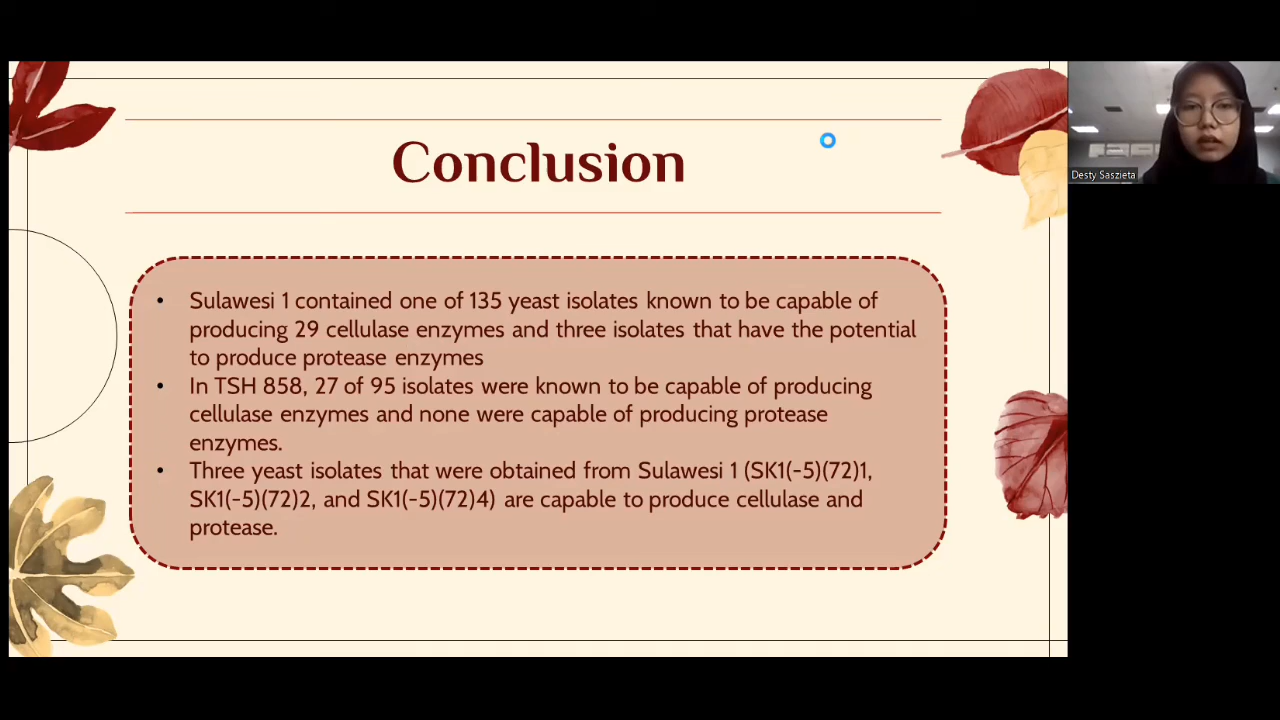 Conclusion
Desty Saszieta
• Sulawesi 1 contained one of 135 yeast isolates known to be capable of
producing 29 cellulase enzymes and three isolates that have the potential
to produce protease enzymes
• In TSH 858, 27 of 95 isolates were known to be capable of producing
cellulase enzymes and none were capable of producing protease
enzymes.
• Three yeast isolates that were obtained from Sulawesi 1 (SK1(-5)(72)1,
SK1(-5)(72)2, and SK1(-5)(72)4) are capable to produce cellulase and
protease.